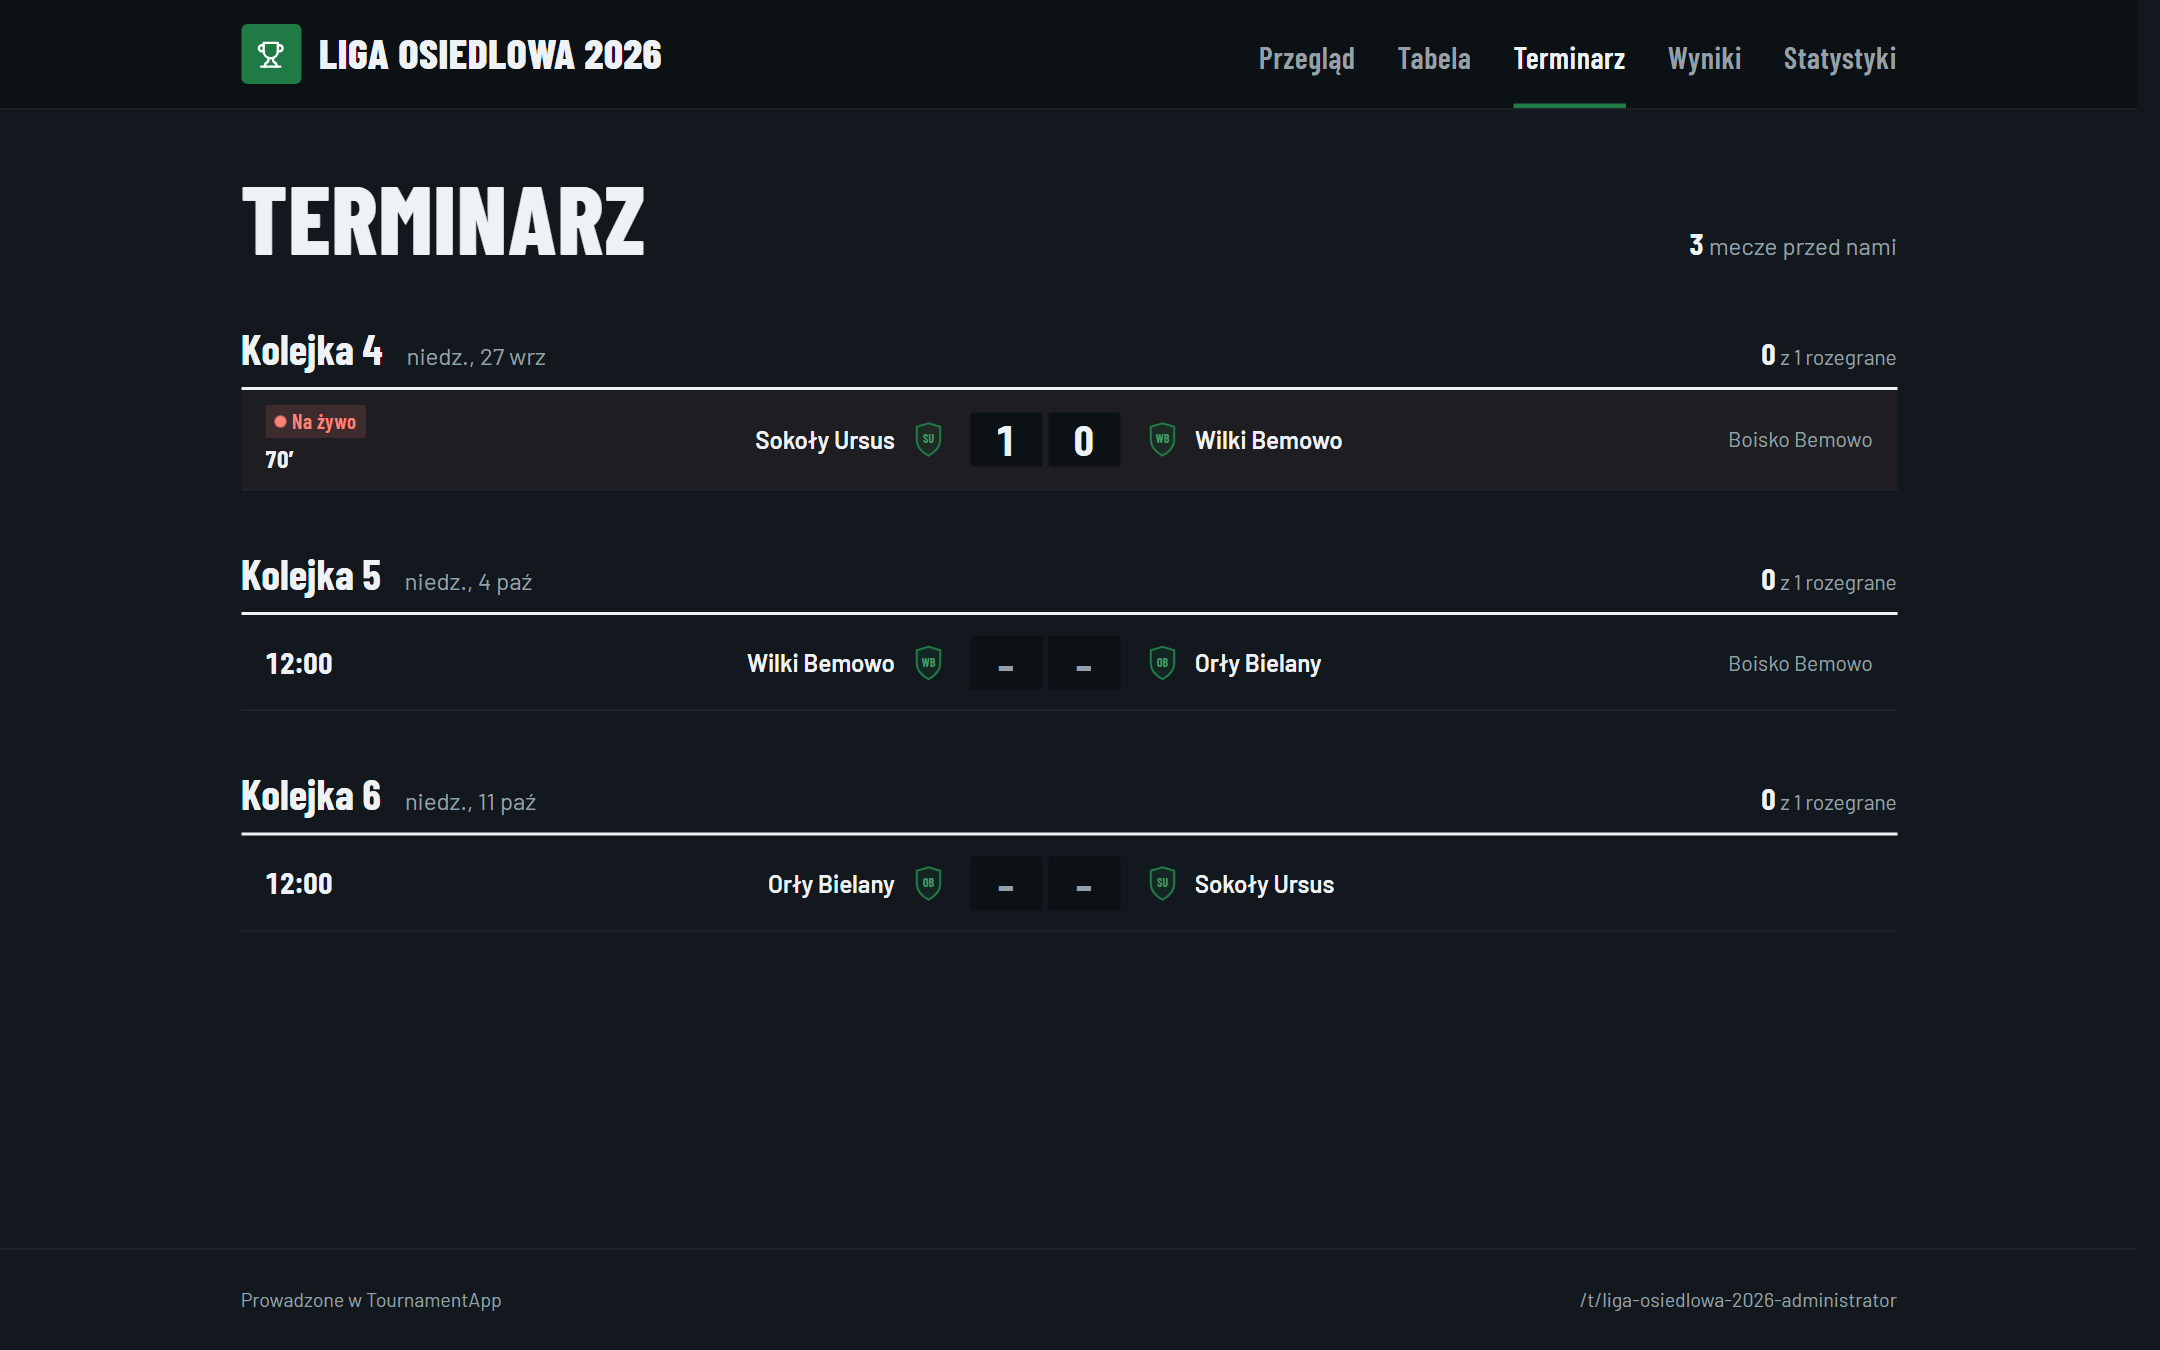 LIGA OSIEDLOWA 2026
Przegląd Tabela Terminarz Wyniki Statystyki
TERMINARZ
3 mecze przed nami
Kolejka 4 niedz., 27 wrz 0 z 1 rozegrane
Na żywo
70′
Sokoły Ursus SU 1 0 WB Wilki Bemowo Boisko Bemowo
Kolejka 5 niedz., 4 paź 0 z 1 rozegrane
12:00 Wilki Bemowo WB – – OB Orły Bielany Boisko Bemowo
Kolejka 6 niedz., 11 paź 0 z 1 rozegrane
12:00 Orły Bielany OB – – SU Sokoły Ursus
Prowadzone w TournamentApp /t/liga-osiedlowa-2026-administrator